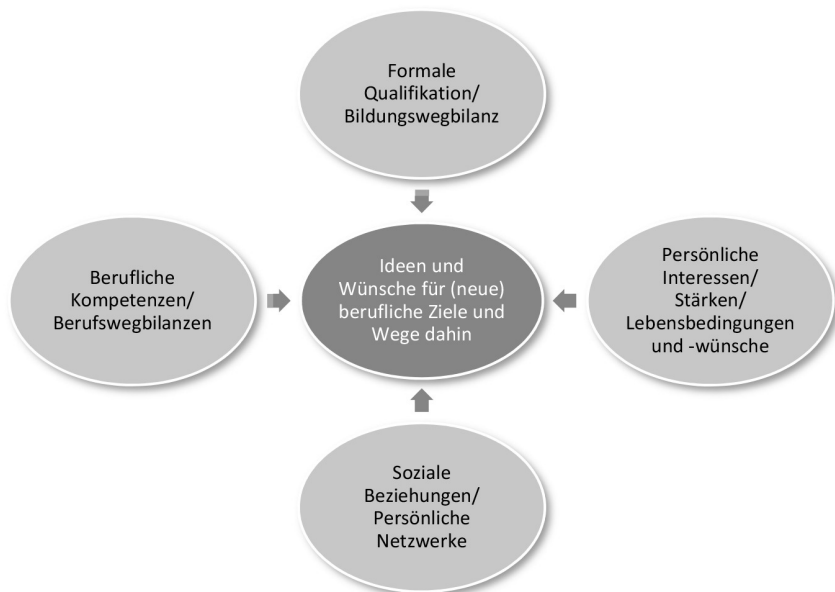 Formale
Qualifikation/
Bildungswegbilanz
Berufliche
Kompetenzen/
Berufswegbilanzen
Ideen und
Wünsche für (neue)
berufliche Ziele und
Wege dahin
Persönliche
Interessen/
Stärken/
Lebensbedingungen
und -wünsche
Soziale
Beziehungen/
Persönliche
Netzwerke